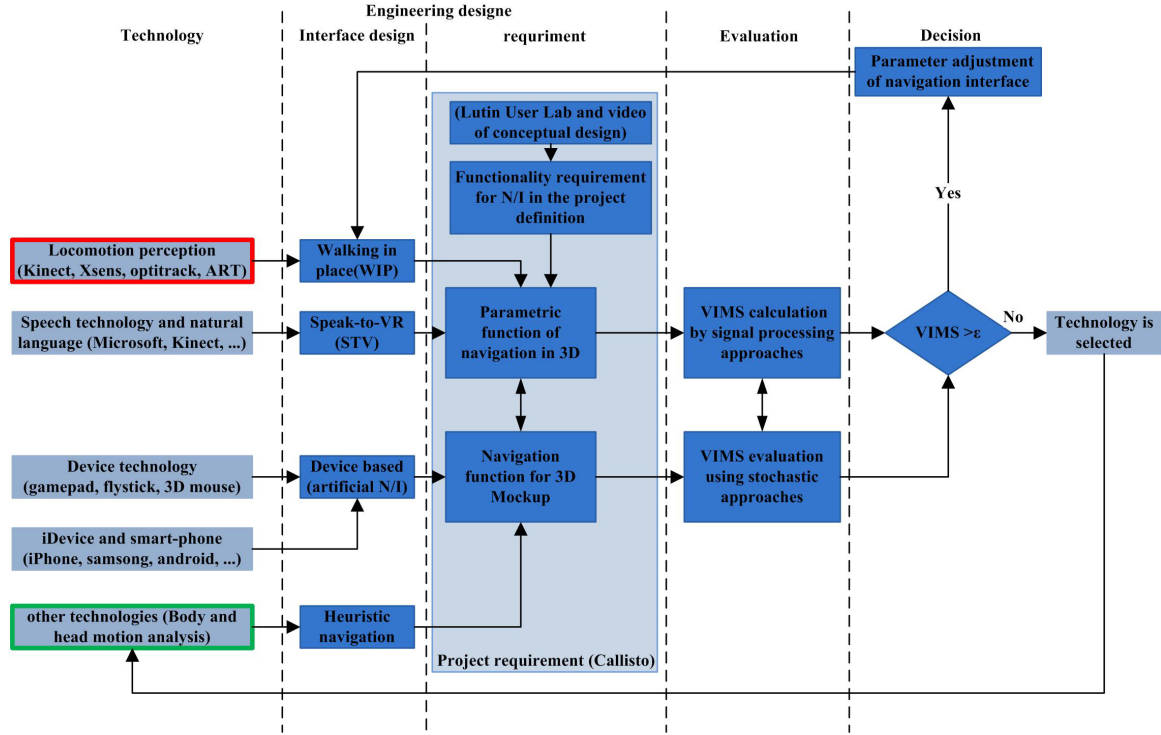 Engineering designe
Technology
Interface design
requriment
Evaluation
Decision
Parameter adjustment
of navigation interface
(Lutin User Lab and video
of conceptual design)
Functionality requirement
for N/I in the project
definition
Yes
Locomotion perception
(Kinect, Xsens, optitrack, ART)
Walking in
place(WIP)
Speech technology and natural
language (Microsoft, Kinect, ...)
Speak-to-VR
(STV)
Parametric
function of
navigation in 3D
VIMS calculation
by signal processing
approaches
VIMS >ε
No
Technology is
selected
Device technology
(gamepad, flystick, 3D mouse)
Device based
(artificial N/I)
Navigation
function for 3D
Mockup
VIMS evaluation
using stochastic
approaches
iDevice and smart-phone
(iPhone, samsong, android, ...)
other technologies (Body and
head motion analysis)
Heuristic
navigation
Project requirement (Callisto)